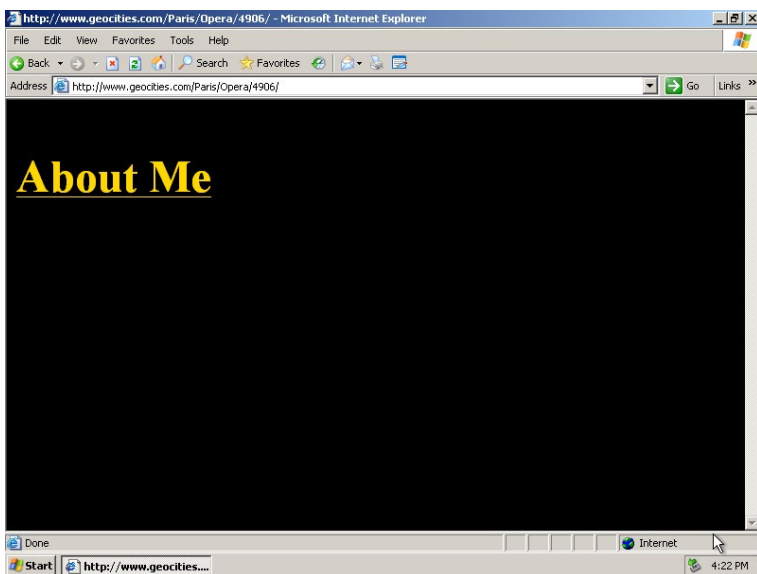 http://www.geocities.com/Paris/Opera/4906/ - Microsoft Internet Explorer
File Edit View Favorites Tools Help
Back Search Favorites
Address http://www.geocities.com/Paris/Opera/4906/ Go Links »
About Me
Done Internet
Start http://www.geocities.... 4:22 PM